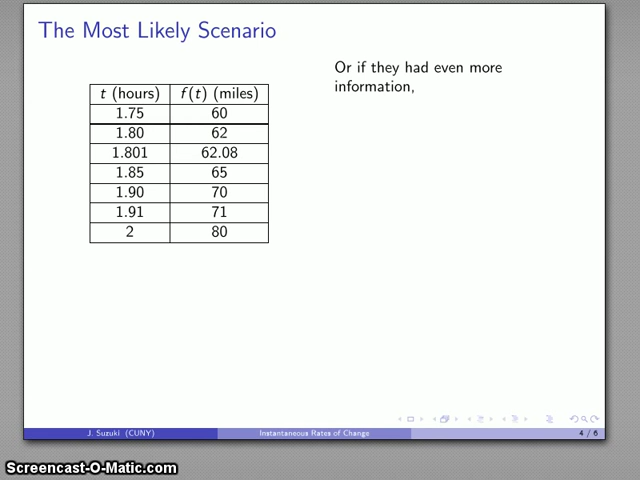 The Most Likely Scenario
Or if they had even more
information,
t (hours) f(t) (miles)
1.75 60
1.80 62
1.801 62.08
1.85 65
1.90 70
1.91 71
2 80
J. Suzuki (CUNY) Instantaneous Rates of Change 4 / 6
Screencast-O-Matic.com